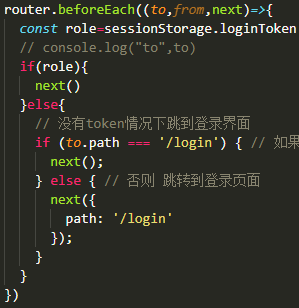 router.beforeEach((to,from,next)=>{
const role=sessionStorage.loginToken
// console.log("to",to)
if(role){
next()
}else{
// 没有token情况下跳到登录界面
if (to.path === '/login') { // 如果
next();
} else { // 否则 跳转到登录页面
next({
path: '/login'
});
}
}
})